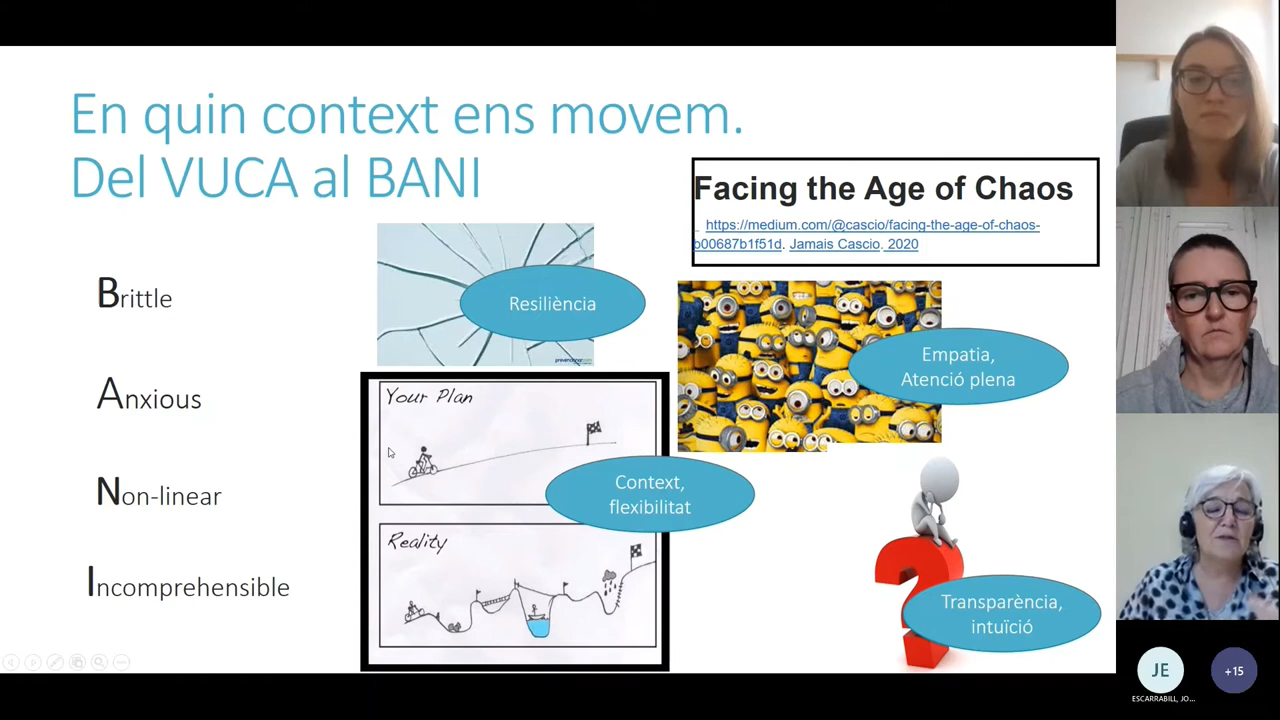 En quin context ens movem.
Del VUCA al BANI
Facing the Age of Chaos
https://medium.com/@cascio/facing-the-age-of-chaos-
b00687b1f51d. Jamais Cascio. 2020
Brittle
Resiliència
Empatia,
Atenció plena
Anxious
Your Plan
Non-linear
Context,
flexibilitat
Reality
Incomprehensible
Transparència,
intuïció
JE
+15
ESCARRABILL, JO...